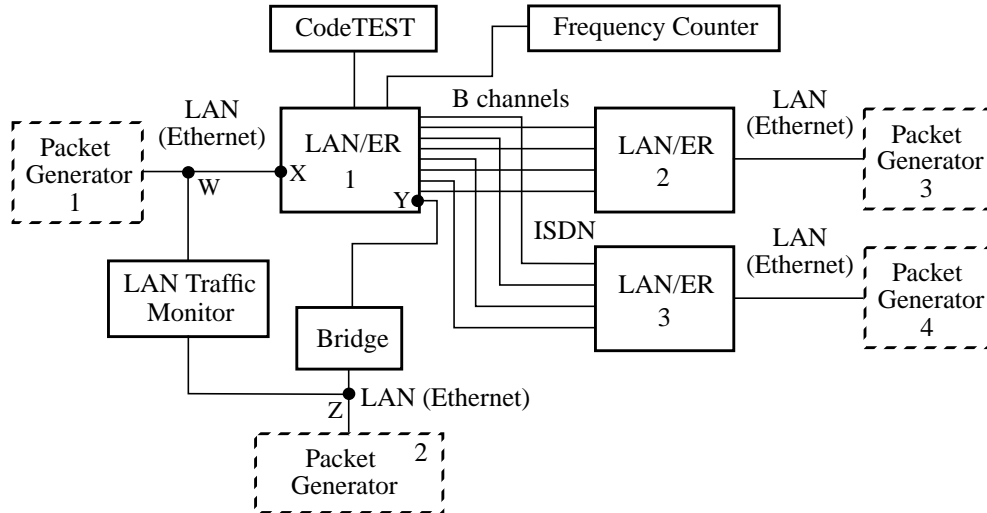 CodeTEST
Frequency Counter
B channels
LAN
(Ethernet)
LAN
(Ethernet)
Packet
Generator
1
W
X
LAN/ER
1
Y
LAN/ER
2
Packet
Generator
3
ISDN
LAN
(Ethernet)
LAN Traffic
Monitor
LAN/ER
3
Packet
Generator
4
Bridge
Z
LAN (Ethernet)
Packet
Generator
2